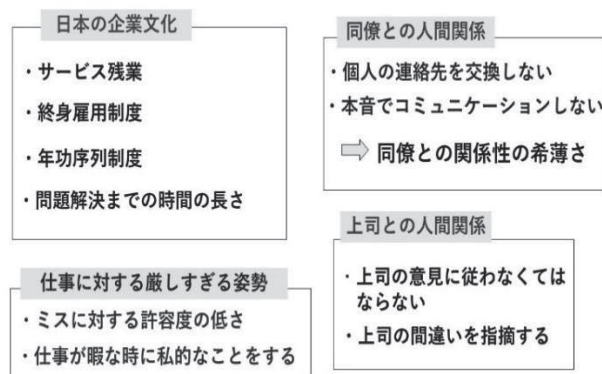 日本の企業文化
・サービス残業
・終身雇用制度
・年功序列制度
・問題解決までの時間の長さ
同僚との人間関係
・個人の連絡先を交換しない
・本音でコミュニケーションしない
⇨ 同僚との関係性の希薄さ
仕事に対する厳しすぎる姿勢
・ミスに対する許容度の低さ
・仕事が暇な時に私的なことをする
上司との人間関係
・上司の意見に従わなくては
ならない
・上司の間違いを指摘する